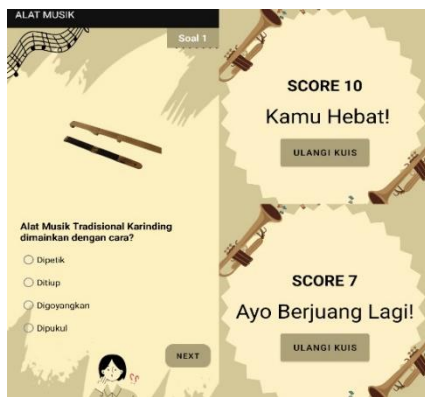 ALAT MUSIK
Soal 1
Alat Musik Tradisional Karinding
dimainkan dengan cara?
Dipetik
Ditiup
Digoyangkan
Dipukul
NEXT
SCORE 10
Kamu Hebat!
ULANGI KUIS
SCORE 7
Ayo Berjuang Lagi!
ULANGI KUIS